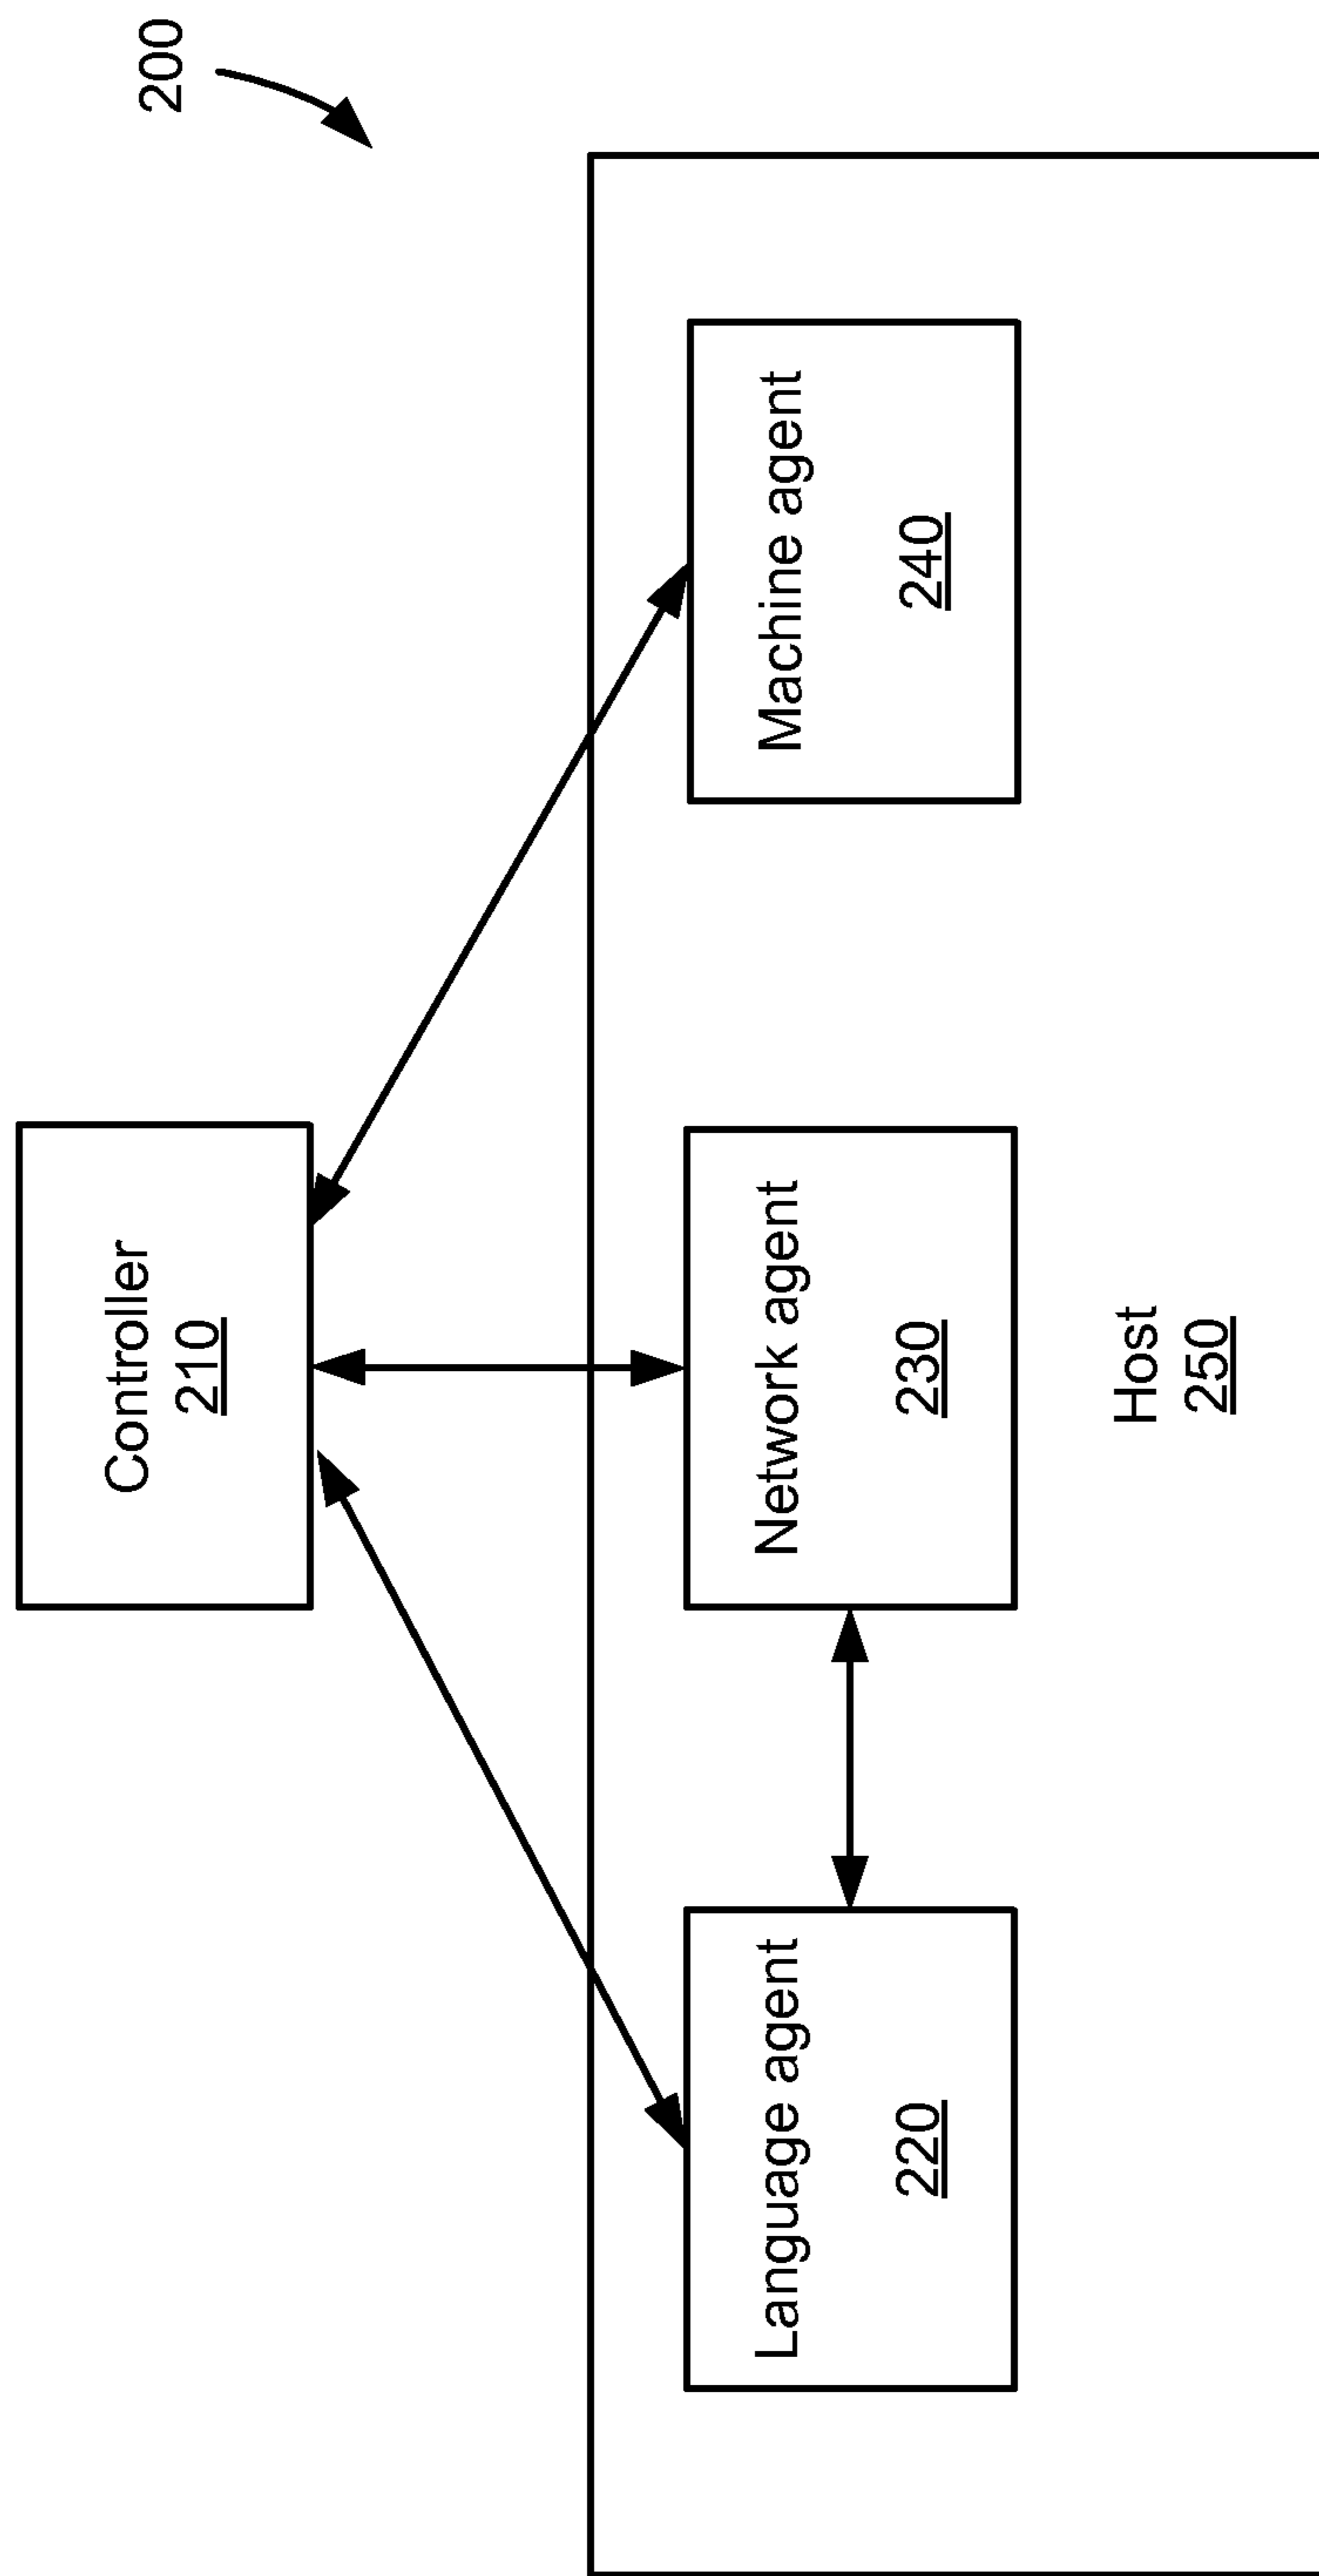 200
Controller
210
Language agent
220
Network agent
230
Machine agent
240
Host
250